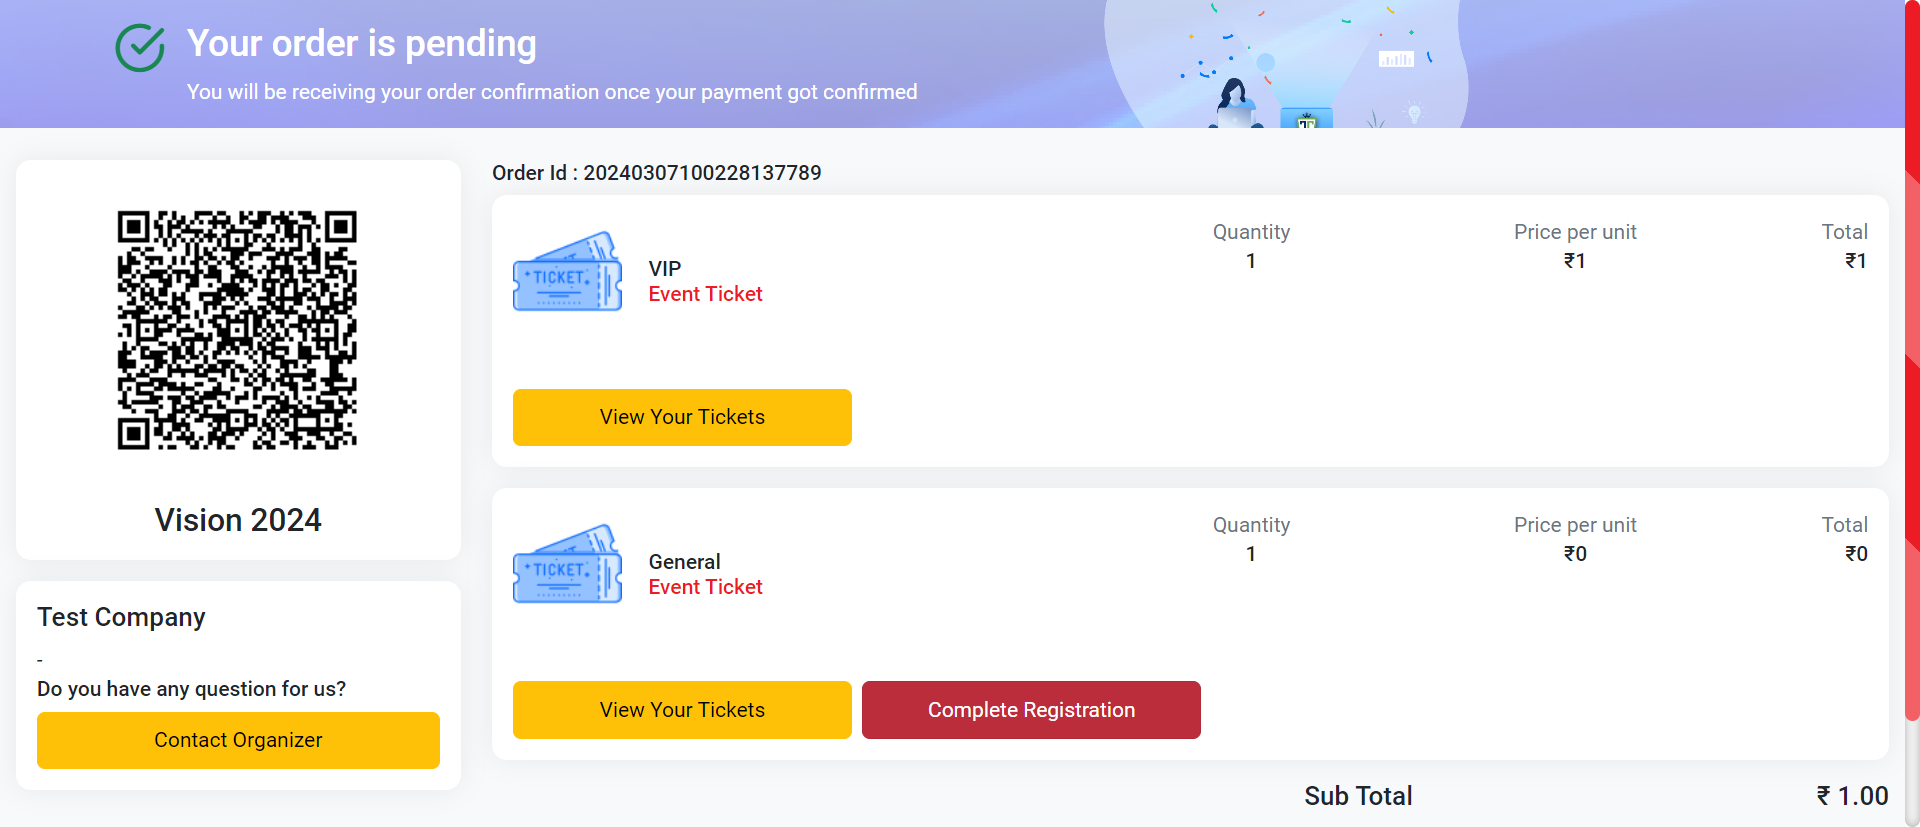 Your order is pending
You will be receiving your order confirmation once your payment got confirmed
Vision 2024
Test Company
-
Do you have any question for us?
Contact Organizer
Order Id : 20240307100228137789
TICKET
VIP
Event Ticket
Quantity
1
Price per unit
₹1
Total
₹1
View Your Tickets
TICKET
General
Event Ticket
Quantity
1
Price per unit
₹0
Total
₹0
View Your Tickets
Complete Registration
Sub Total
₹ 1.00